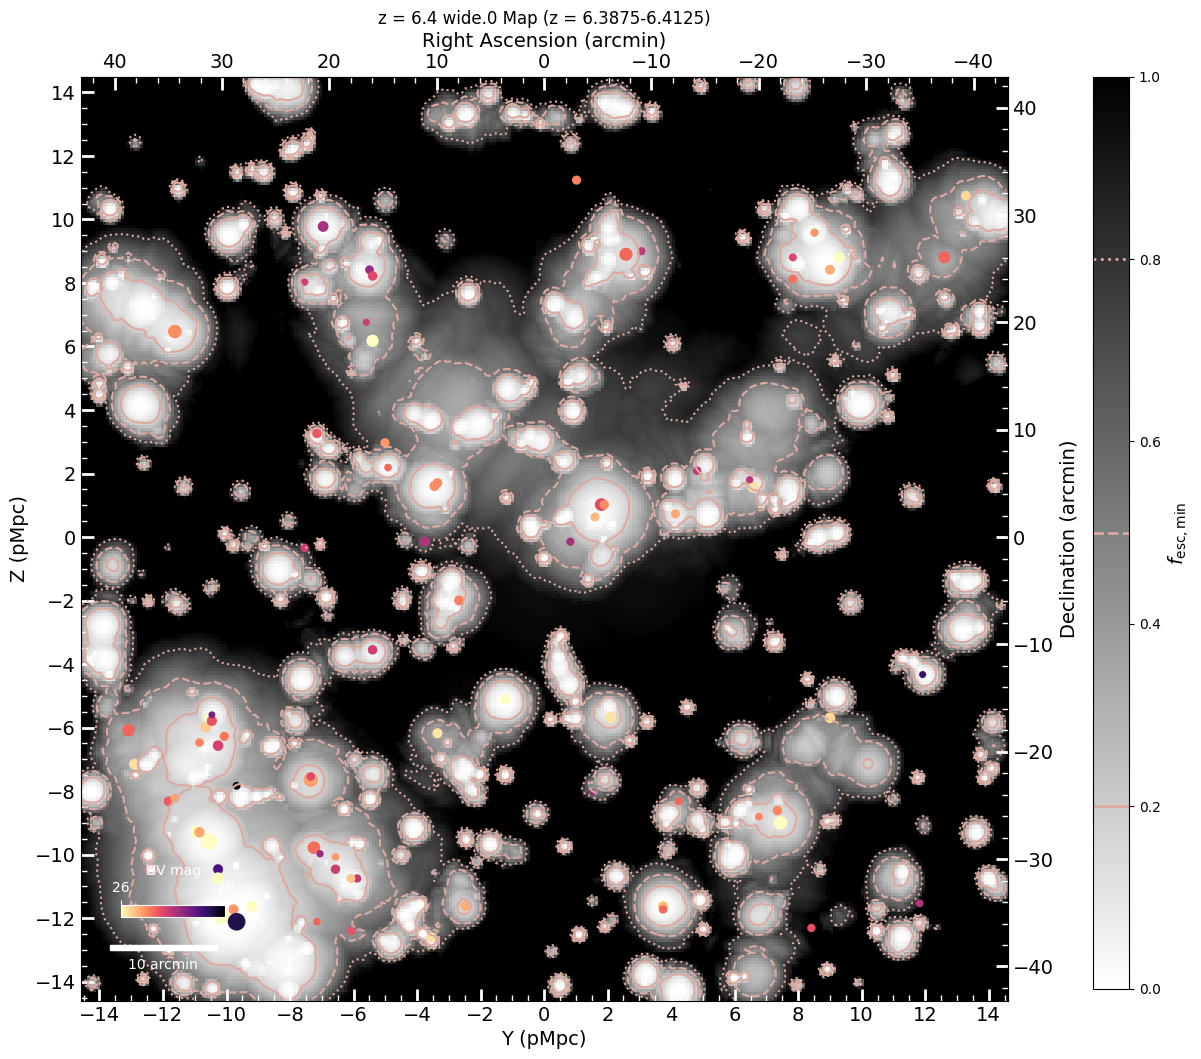 z = 6.4 wide.0 Map (z = 6.3875-6.4125)
Right Ascension (arcmin)
40 30 20 10 0 −10 −20 −30 −40
14 12 10 8 6 4 2 0 −2 −4 −6 −8 −10 −12 −14
Z (pMpc)
UV mag
26 29
10 arcmin
40 30 20 10 0 −10 −20 −30 −40
Declination (arcmin)
1.0 0.8 0.6 0.4 0.2 0.0
f_esc,min
−14 −12 −10 −8 −6 −4 −2 0 2 4 6 8 10 12 14
Y (pMpc)